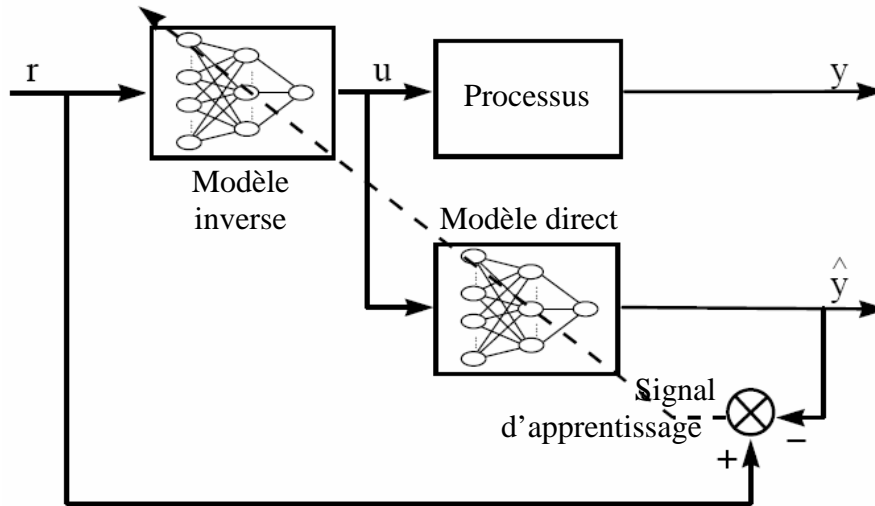 r
u
Processus
y
Modèle
inverse
Modèle direct
ŷ
Signal
d'apprentissage
+
−